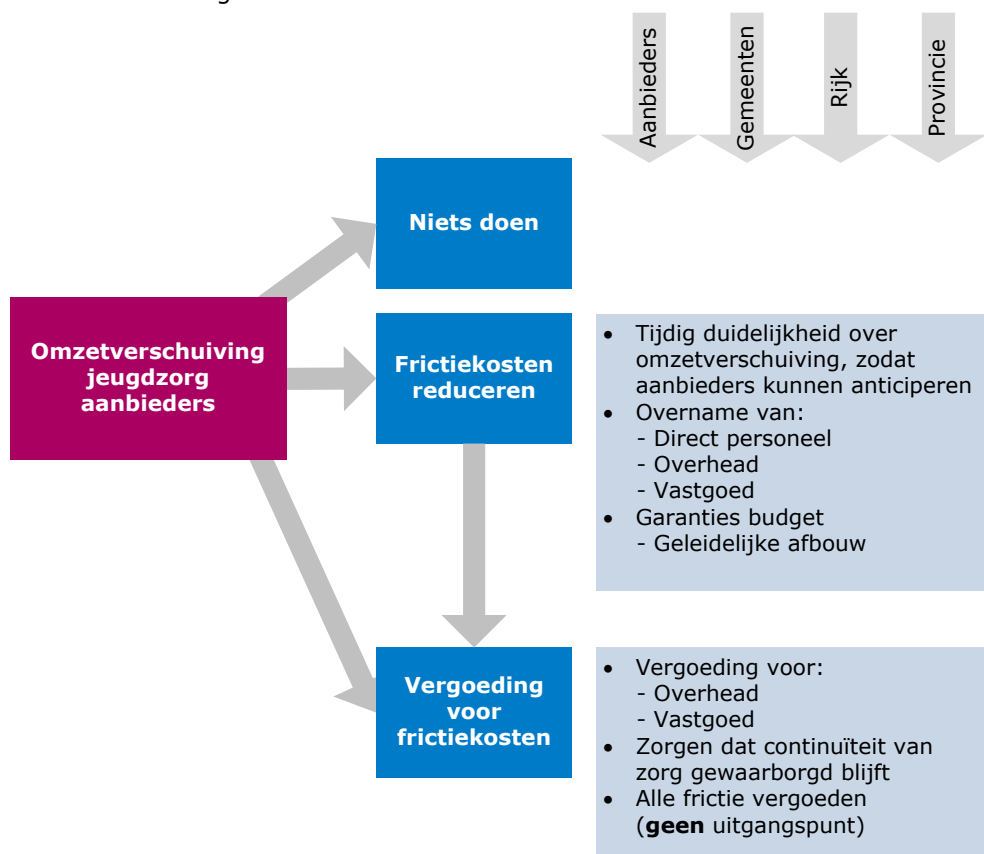 Aanbieders
Gemeenten
Rijk
Provincie
Niets doen
Omzetverschuiving
jeugdzorg
aanbieders
Frictiekosten
reduceren
• Tijdig duidelijkheid over
omzetverschuiving, zodat
aanbieders kunnen anticiperen
• Overname van:
- Direct personeel
- Overhead
- Vastgoed
• Garanties budget
- Geleidelijke afbouw
Vergoeding
voor
frictiekosten
• Vergoeding voor:
- Overhead
- Vastgoed
• Zorgen dat continuïteit van
zorg gewaarborgd blijft
• Alle frictie vergoeden
(geen uitgangspunt)